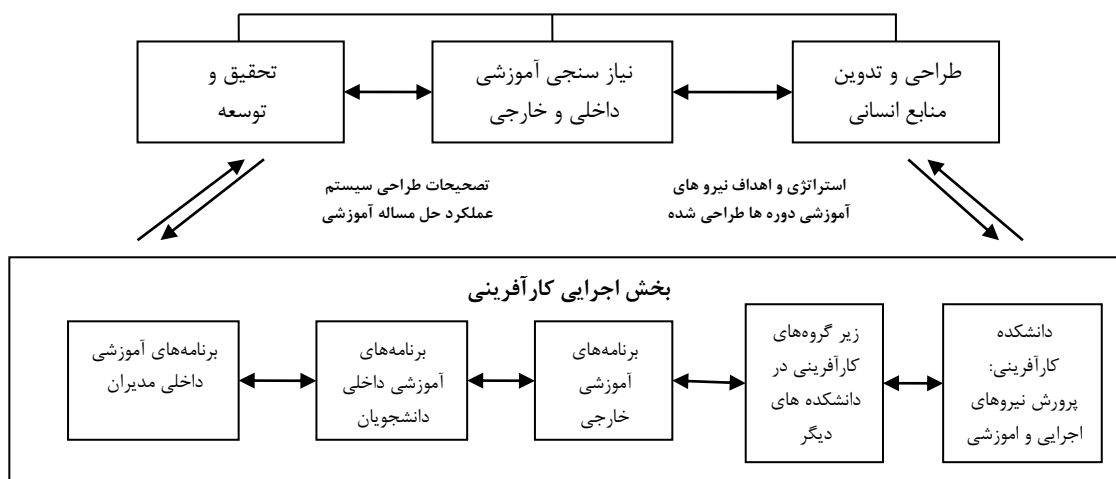 طراحی و تدوین
منابع انسانی
نیاز سنجی آموزشی
داخلی و خارجی
تحقیق و
توسعه
استراتژی و اهداف نیرو های
آموزشی دوره ها طراحی شده
تصحیحات طراحی سیستم
عملکرد حل مساله آموزشی
بخش اجرایی کارآفرینی
دانشکده
کارآفرینی:
پرورش نیروهای
اجرایی و اموزشی
زیر گروه‌های
کارآفرینی در
دانشکده های
دیگر
برنامه‌های
آموزشی
خارجی
برنامه‌های
آموزشی داخلی
دانشجویان
برنامه‌های آموزشی
داخلی مدیران